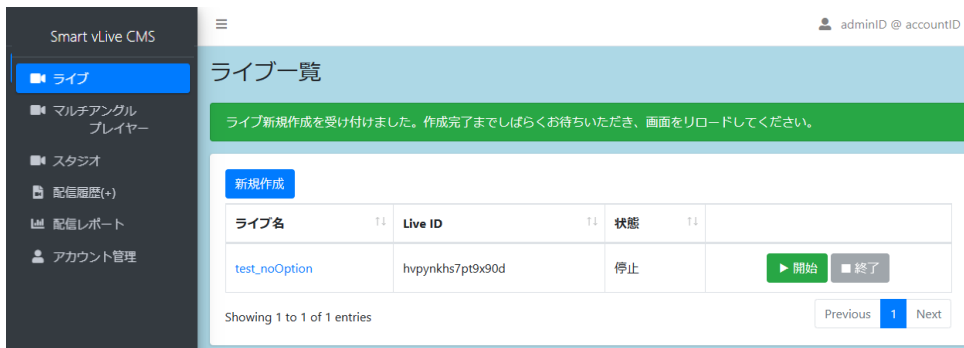 Smart vLive CMS
adminID @ accountID
ライブ
マルチアングル
プレイヤー
スタジオ
配信履歴(+)
配信レポート
アカウント管理
ライブ一覧
ライブ新規作成を受け付けました。作成完了までしばらくお待ちいただき、画面をリロードしてください。
新規作成
ライブ名 Live ID 状態
test_noOption hvpynkhs7pt9x90d 停止 開始 終了
Showing 1 to 1 of 1 entries
Previous 1 Next